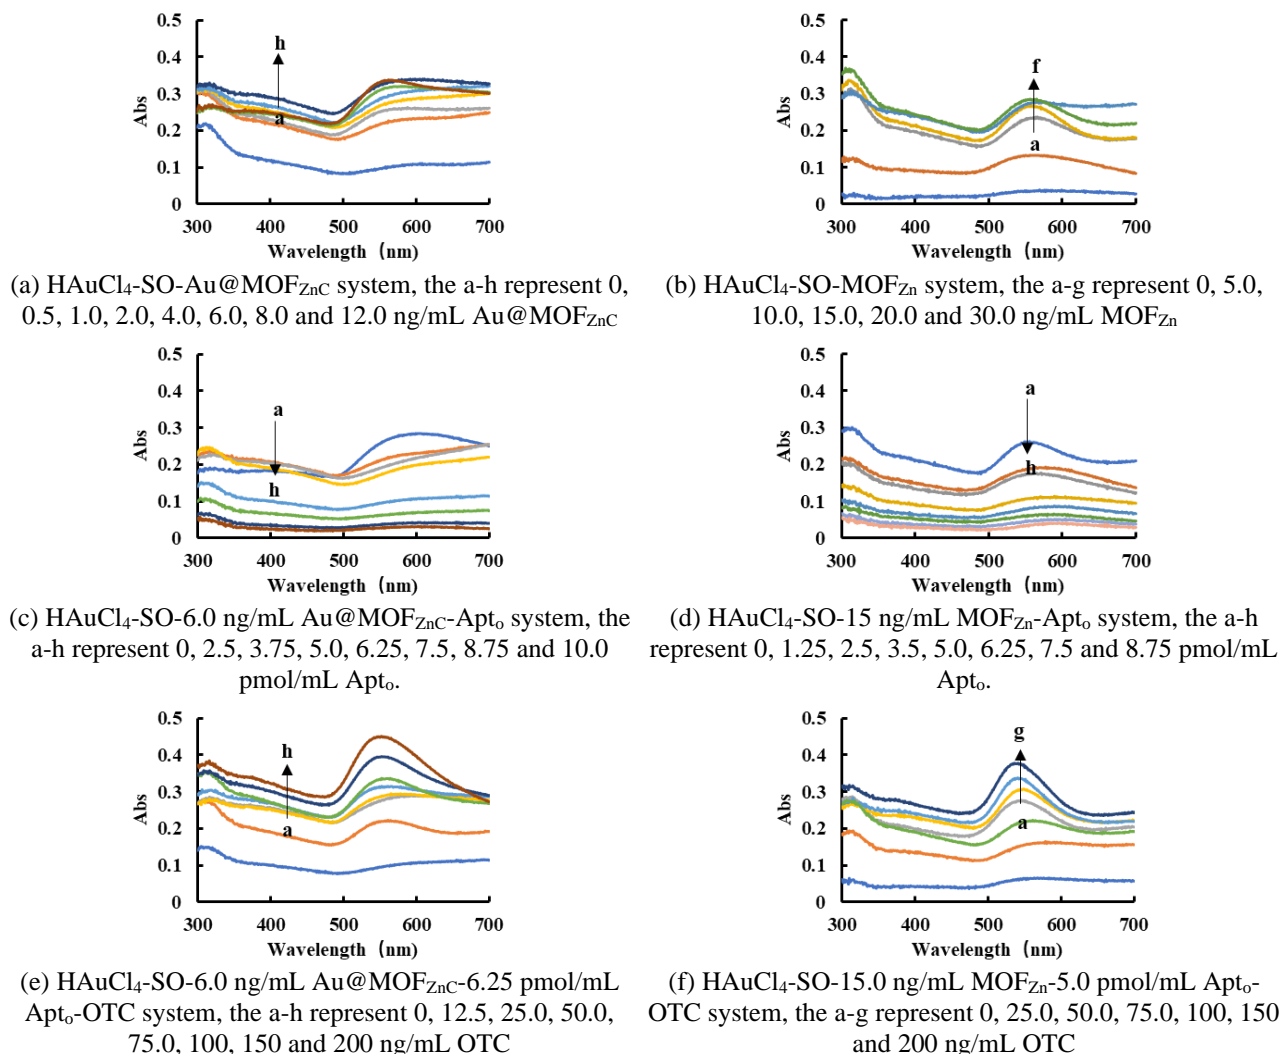 0.5
0.4
0.3
0.2
0.1
0
Abs
h
a
300 400 500 600 700
Wavelength (nm)
0.5
0.4
0.3
0.2
0.1
0
Abs
f
a
300 400 500 600 700
Wavelength (nm)
(a) HAuCl₄-SO-Au@MOF_ZnC system, the a-h represent 0,
0.5, 1.0, 2.0, 4.0, 6.0, 8.0 and 12.0 ng/mL Au@MOF_ZnC
(b) HAuCl₄-SO-MOF_Zn system, the a-g represent 0, 5.0,
10.0, 15.0, 20.0 and 30.0 ng/mL MOF_Zn
0.5
0.4
0.3
0.2
0.1
0
Abs
a
h
300 400 500 600 700
Wavelength (nm)
0.5
0.4
0.3
0.2
0.1
0
Abs
a
h
300 400 500 600 700
Wavelength (nm)
(c) HAuCl₄-SO-6.0 ng/mL Au@MOF_ZnC-Aptₒ system, the
a-h represent 0, 2.5, 3.75, 5.0, 6.25, 7.5, 8.75 and 10.0
pmol/mL Aptₒ.
(d) HAuCl₄-SO-15 ng/mL MOF_Zn-Aptₒ system, the a-h
represent 0, 1.25, 2.5, 3.5, 5.0, 6.25, 7.5 and 8.75 pmol/mL
Aptₒ.
0.5
0.4
0.3
0.2
0.1
0
Abs
h
a
300 400 500 600 700
Wavelength (nm)
0.5
0.4
0.3
0.2
0.1
0
Abs
g
a
300 400 500 600 700
Wavelength (nm)
(e) HAuCl₄-SO-6.0 ng/mL Au@MOF_ZnC-6.25 pmol/mL
Aptₒ-OTC system, the a-h represent 0, 12.5, 25.0, 50.0,
75.0, 100, 150 and 200 ng/mL OTC
(f) HAuCl₄-SO-15.0 ng/mL MOF_Zn-5.0 pmol/mL Aptₒ-
OTC system, the a-g represent 0, 25.0, 50.0, 75.0, 100, 150
and 200 ng/mL OTC